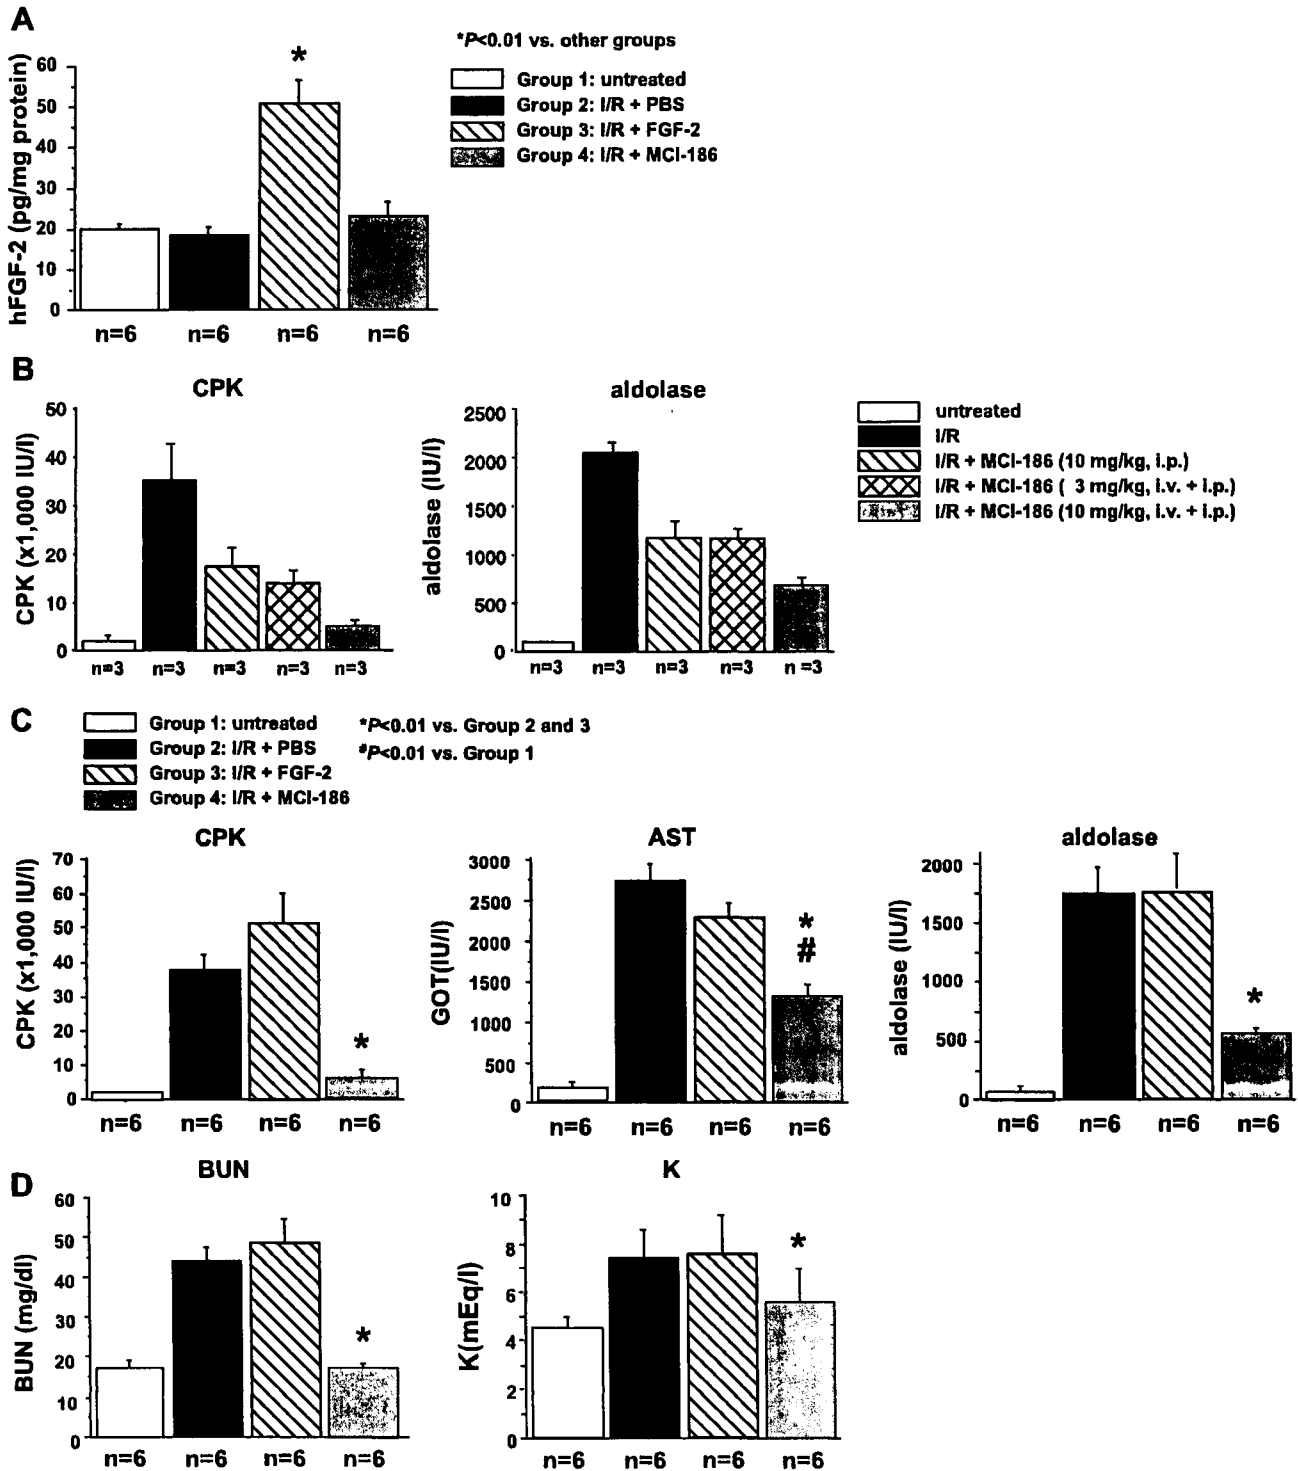 A
*P<0.01 vs. other groups
Group 1: untreated
Group 2: I/R + PBS
Group 3: I/R + FGF-2
Group 4: I/R + MCI-186
hFGF-2 (pg/mg protein)
60
50
40
30
20
10
0
*
n=6 n=6 n=6 n=6
B
CPK
CPK (x1,000 IU/l)
50
40
30
20
10
0
n=3 n=3 n=3 n=3 n=3
aldolase
aldolase (IU/l)
2500
2000
1500
1000
500
0
n=3 n=3 n=3 n=3 n =3
untreated
I/R
I/R + MCI-186 (10 mg/kg, i.p.)
I/R + MCI-186 ( 3 mg/kg, i.v. + i.p.)
I/R + MCI-186 (10 mg/kg, i.v. + i.p.)
C
Group 1: untreated
Group 2: I/R + PBS
Group 3: I/R + FGF-2
Group 4: I/R + MCI-186
*P<0.01 vs. Group 2 and 3
#P<0.01 vs. Group 1
CPK
CPK (x1,000 IU/l)
70
60
50
40
30
20
10
0
*
n=6 n=6 n=6 n=6
AST
GOT(IU/l)
3000
2500
2000
1500
1000
500
0
*
#
n=6 n=6 n=6 n=6
aldolase
aldolase (IU/l)
2000
1500
1000
500
0
*
n=6 n=6 n=6 n=6
D
BUN
BUN (mg/dl)
60
50
40
30
20
10
0
*
n=6 n=6 n=6 n=6
K
K(mEq/l)
10
8
6
4
2
0
*
n=6 n=6 n=6 n=6